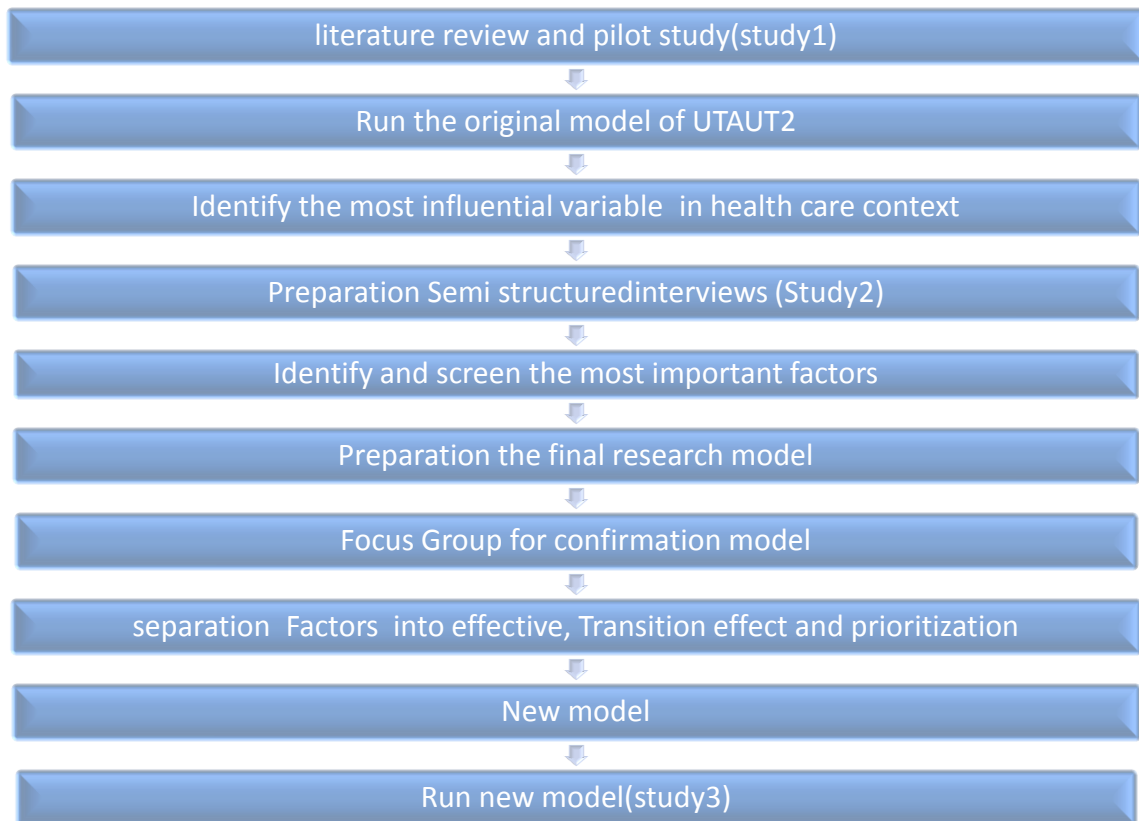 literature review and pilot study(study1)
Run the original model of UTAUT2
Identify the most influential variable in health care context
Preparation Semi structuredinterviews (Study2)
Identify and screen the most important factors
Preparation the final research model
Focus Group for confirmation model
separation Factors into effective, Transition effect and prioritization
New model
Run new model(study3)